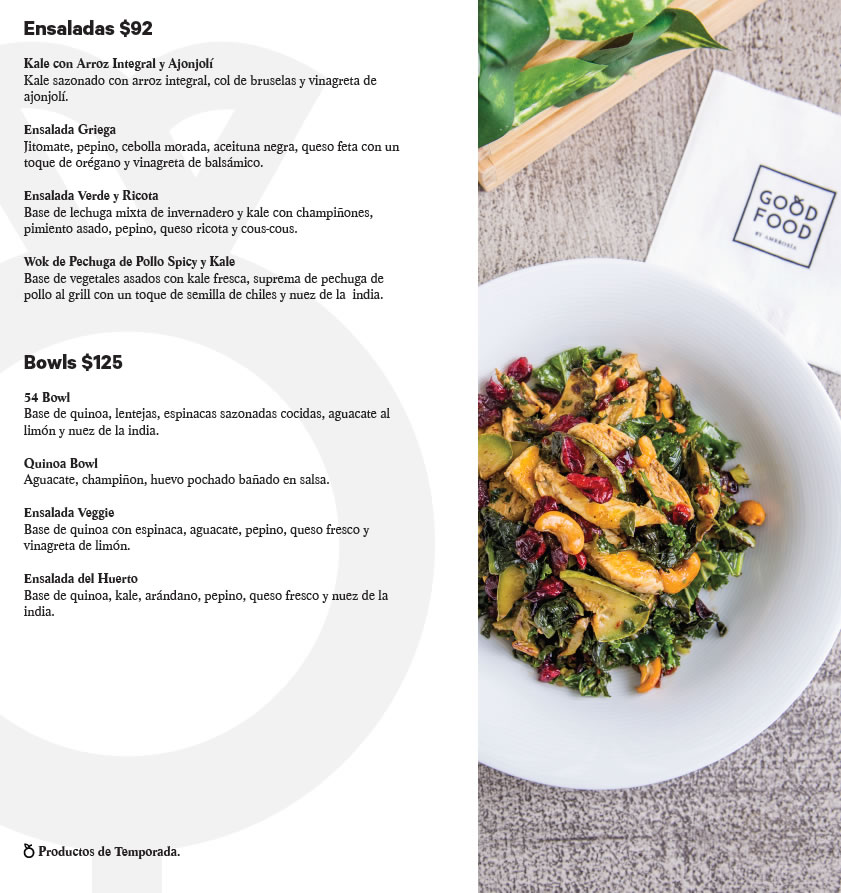 Ensaladas $92
Kale con Arroz Integral y Ajonjolí
Kale sazonado con arroz integral, col de bruselas y vinagreta de
ajonjolí.
Ensalada Griega
Jitomate, pepino, cebolla morada, aceituna negra, queso feta con un
toque de orégano y vinagreta de balsámico.
Ensalada Verde y Ricota
Base de lechuga mixta de invernadero y kale con champiñones,
pimiento asado, pepino, queso ricota y cous-cous.
Wok de Pechuga de Pollo Spicy y Kale
Base de vegetales asados con kale fresca, suprema de pechuga de
pollo al grill con un toque de semilla de chiles y nuez de la india.
Bowls $125
54 Bowl
Base de quinoa, lentejas, espinacas sazonadas cocidas, aguacate al
limón y nuez de la india.
Quinoa Bowl
Aguacate, champiñon, huevo pochado bañado en salsa.
Ensalada Veggie
Base de quinoa con espinaca, aguacate, pepino, queso fresco y
vinagreta de limón.
Ensalada del Huerto
Base de quinoa, kale, arándano, pepino, queso fresco y nuez de la
india.
Productos de Temporada.
GOOD
FOOD
BY AMBROSÍA